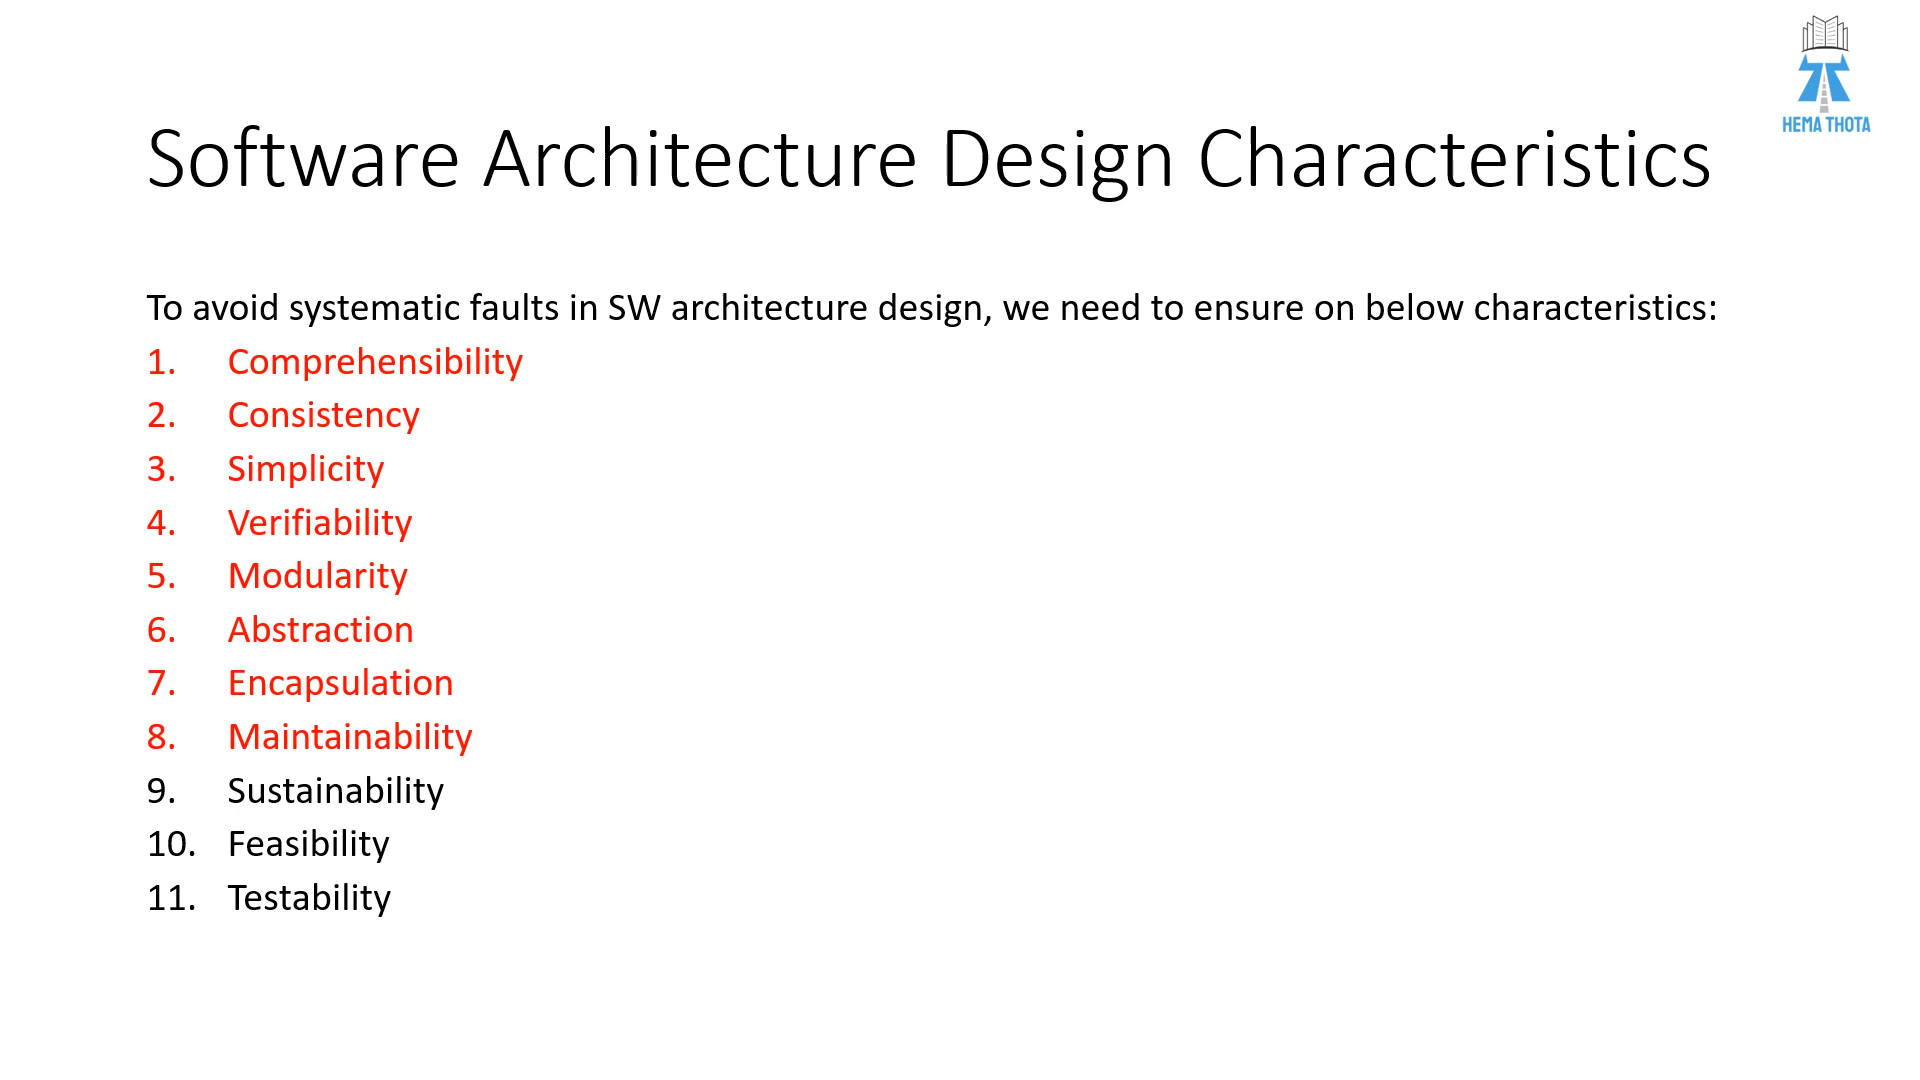 HEMA THOTA
Software Architecture Design Characteristics
To avoid systematic faults in SW architecture design, we need to ensure on below characteristics:
1. Comprehensibility
2. Consistency
3. Simplicity
4. Verifiability
5. Modularity
6. Abstraction
7. Encapsulation
8. Maintainability
9. Sustainability
10. Feasibility
11. Testability